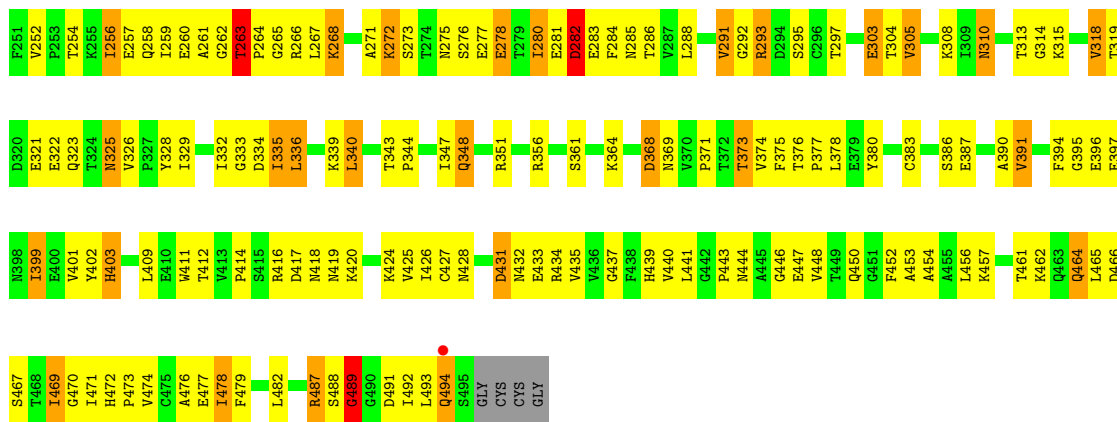 F251 V252 P253 T254 K255 I256 E257 Q258 I259 E260 A261 G262 T263 P264 G265 R266 L267 K268 A271 K272 S273 T274 N275 S276 E277 E278 T279 I280 E281 D282 E283 F284 N285 T286 V287 L288 V291 G292 R293 D294 S295 C296 T297 E303 T304 V305 K308 I309 N310 T313 G314 K315 V318 T319
D320 E321 E322 Q323 T324 N325 V326 P327 Y328 I329 I332 G333 D334 I335 L336 K339 L340 T343 P344 I347 Q348 R351 R356 S361 K364 D368 N369 V370 P371 T372 T373 V374 F375 T376 P377 L378 E379 Y380 C383 S386 E387 A390 V391 F394 G395 E396 E397
N398 I399 E400 V401 Y402 H403 L409 E410 W411 T412 V413 P414 S415 R416 D417 N418 N419 K420 K424 V425 I426 C427 N428 D431 N432 E433 R434 V435 V436 G437 F438 H439 V440 L441 G442 P443 N444 A445 G446 E447 V448 T449 Q450 G451 F452 A453 A454 A455 L456 K457 T461 K462 Q463 Q464 L465 D466
S467 T468 I469 G470 I471 H472 P473 V474 C475 A476 E477 I478 F479 L482 R487 S488 G489 G490 D491 I492 L493 Q494 S495 GLY CYS CYS GLY